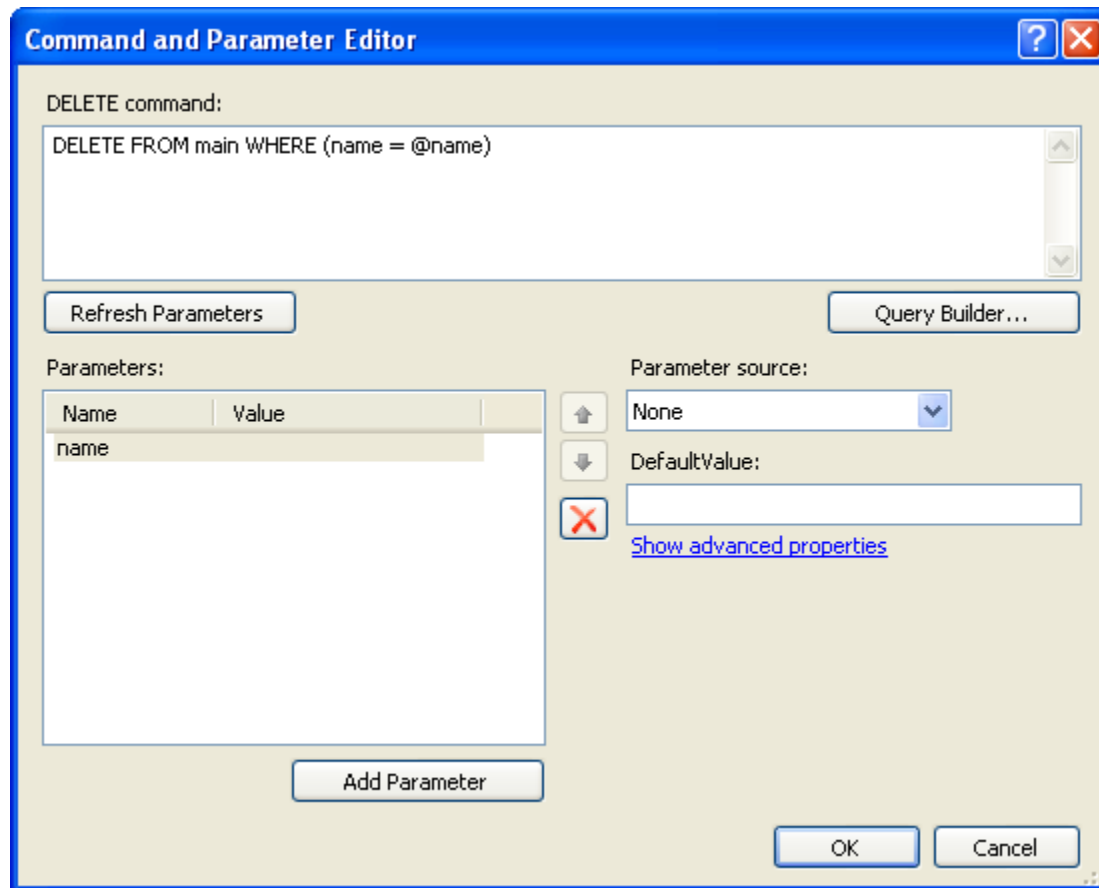 Command and Parameter Editor
DELETE command:
DELETE FROM main WHERE (name = @name)
Refresh Parameters
Query Builder...
Parameters:
Parameter source:
Name Value
None
name
DefaultValue:
Show advanced properties
Add Parameter
OK Cancel